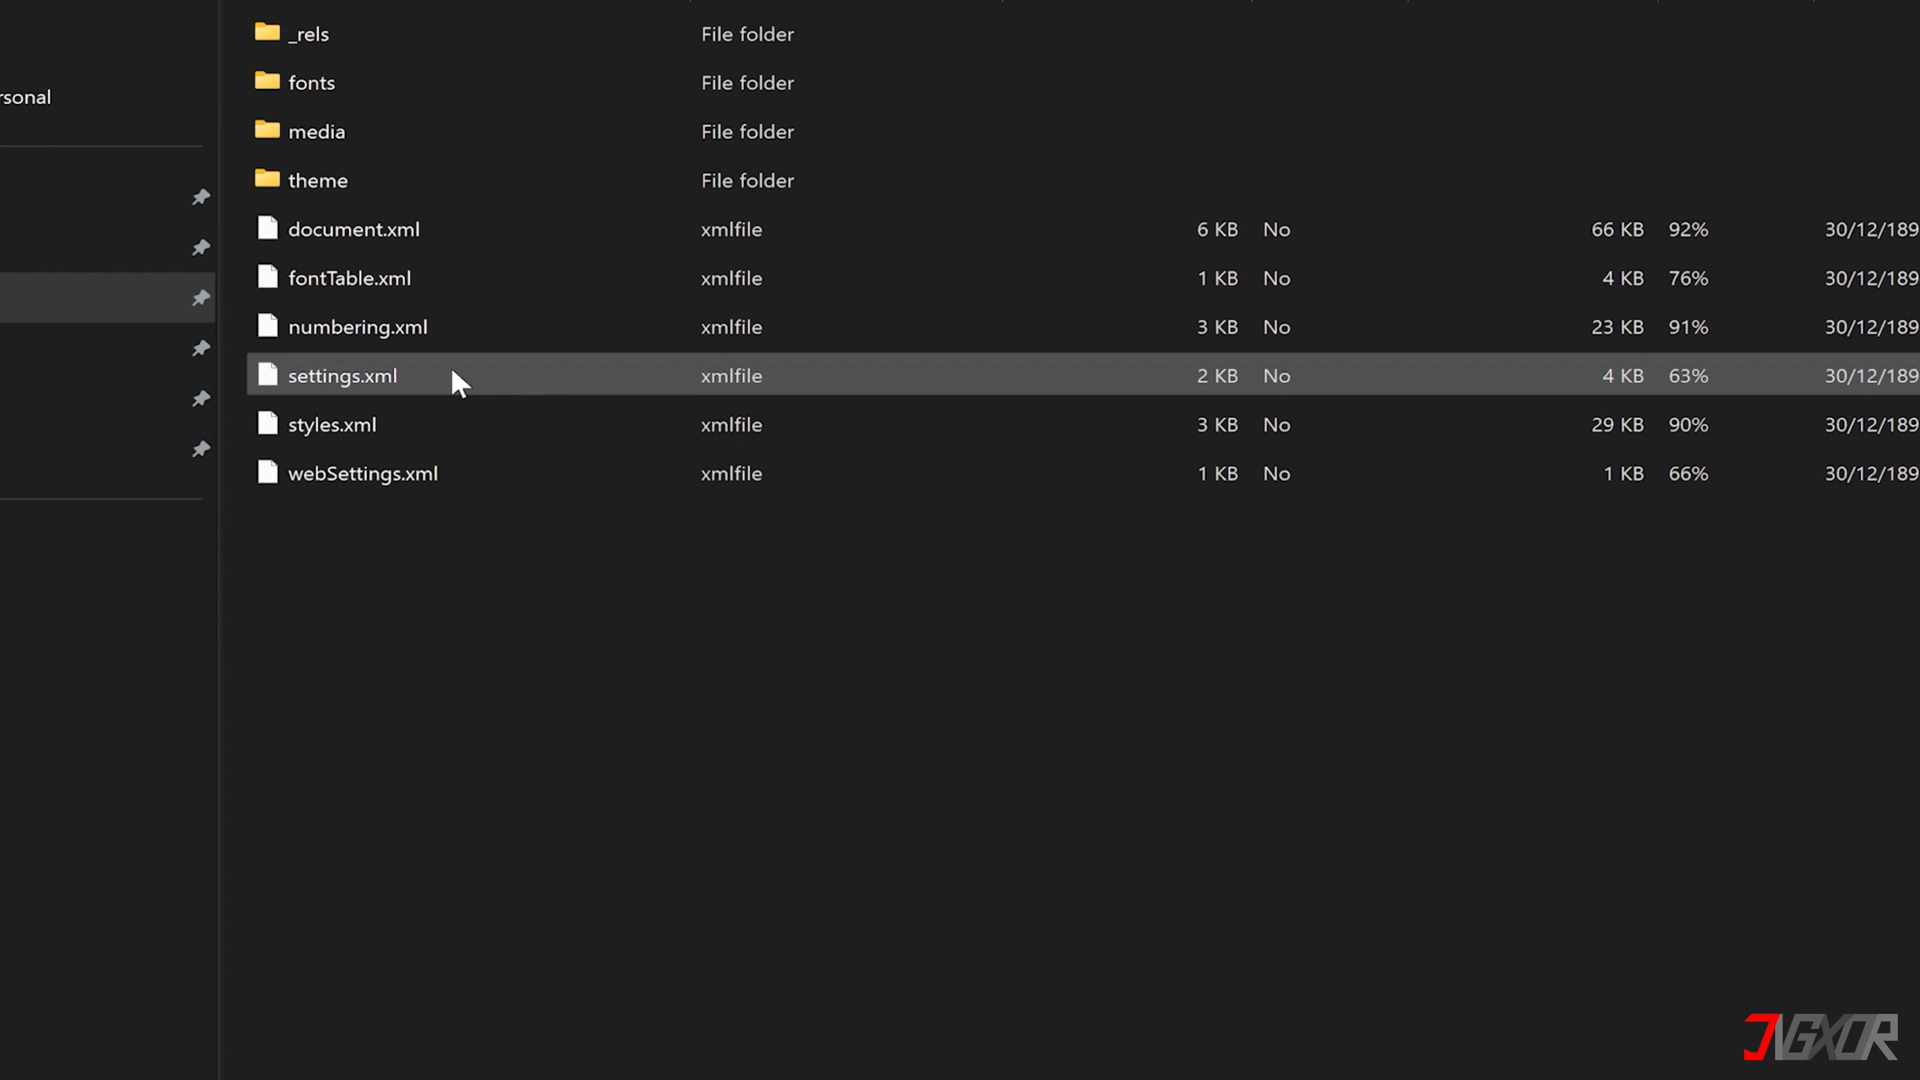 _rels File folder
fonts File folder
rsonal
media File folder
theme File folder
document.xml xmlfile 6 KB No 66 KB 92% 30/12/189
fontTable.xml xmlfile 1 KB No 4 KB 76% 30/12/189
numbering.xml xmlfile 3 KB No 23 KB 91% 30/12/189
settings.xml xmlfile 2 KB No 4 KB 63% 30/12/189
styles.xml xmlfile 3 KB No 29 KB 90% 30/12/189
webSettings.xml xmlfile 1 KB No 1 KB 66% 30/12/189
JVGXOR